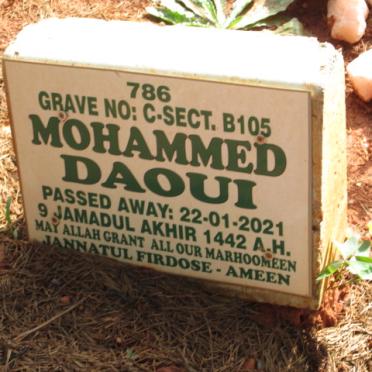 786
GRAVE NO: C-SECT. B105
MOHAMMED
DAOUI
PASSED AWAY: 22-01-2021
9 JAMADUL AKHIR 1442 A.H.
MAY ALLAH GRANT ALL OUR MARHOOMEEN
JANNATUL FIRDOSE - AMEEN